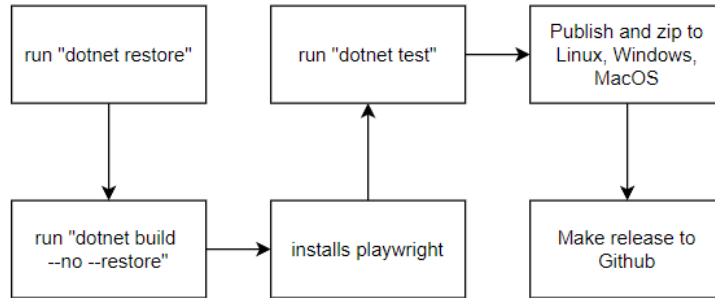 run "dotnet restore"
run "dotnet build
--no --restore"
installs playwright
run "dotnet test"
Publish and zip to
Linux, Windows,
MacOS
Make release to
Github